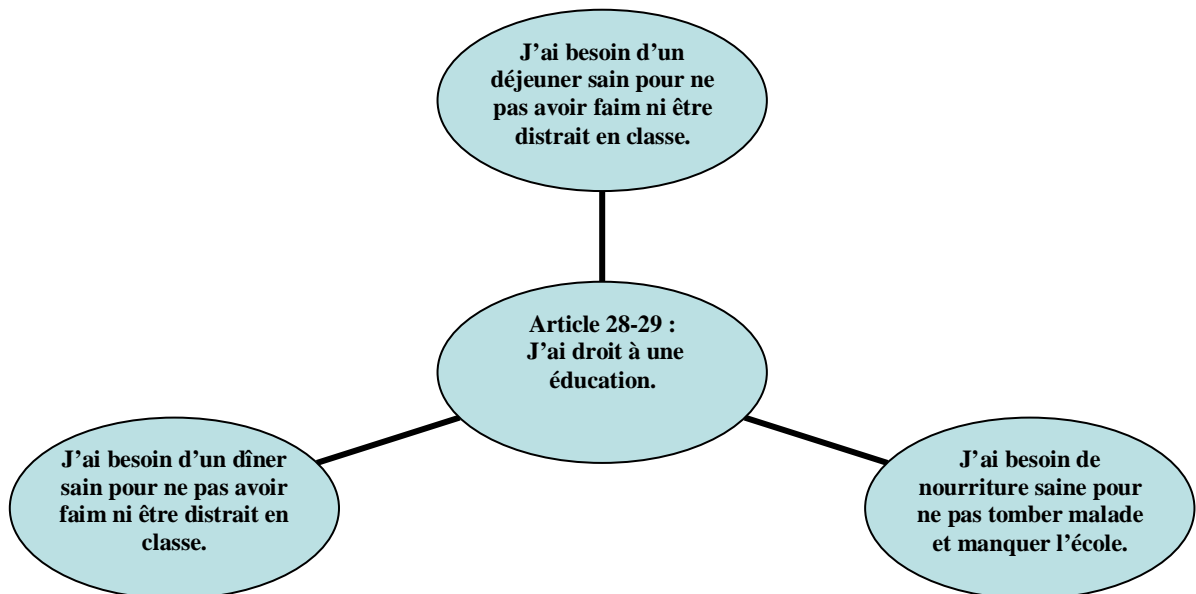 J’ai besoin d’un
déjeuner sain pour ne
pas avoir faim ni être
distrait en classe.
Article 28-29 :
J’ai droit à une
éducation.
J’ai besoin d’un dîner
sain pour ne pas avoir
faim ni être distrait en
classe.
J’ai besoin de
nourriture saine pour
ne pas tomber malade
et manquer l’école.